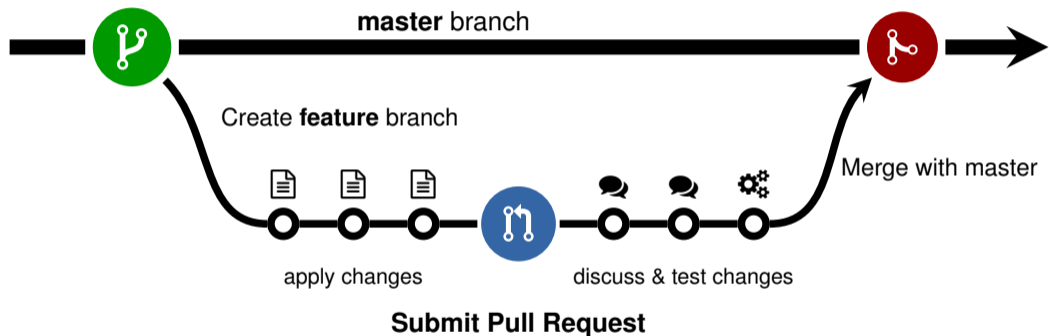 master branch
Create feature branch
Merge with master
apply changes
discuss & test changes
Submit Pull Request